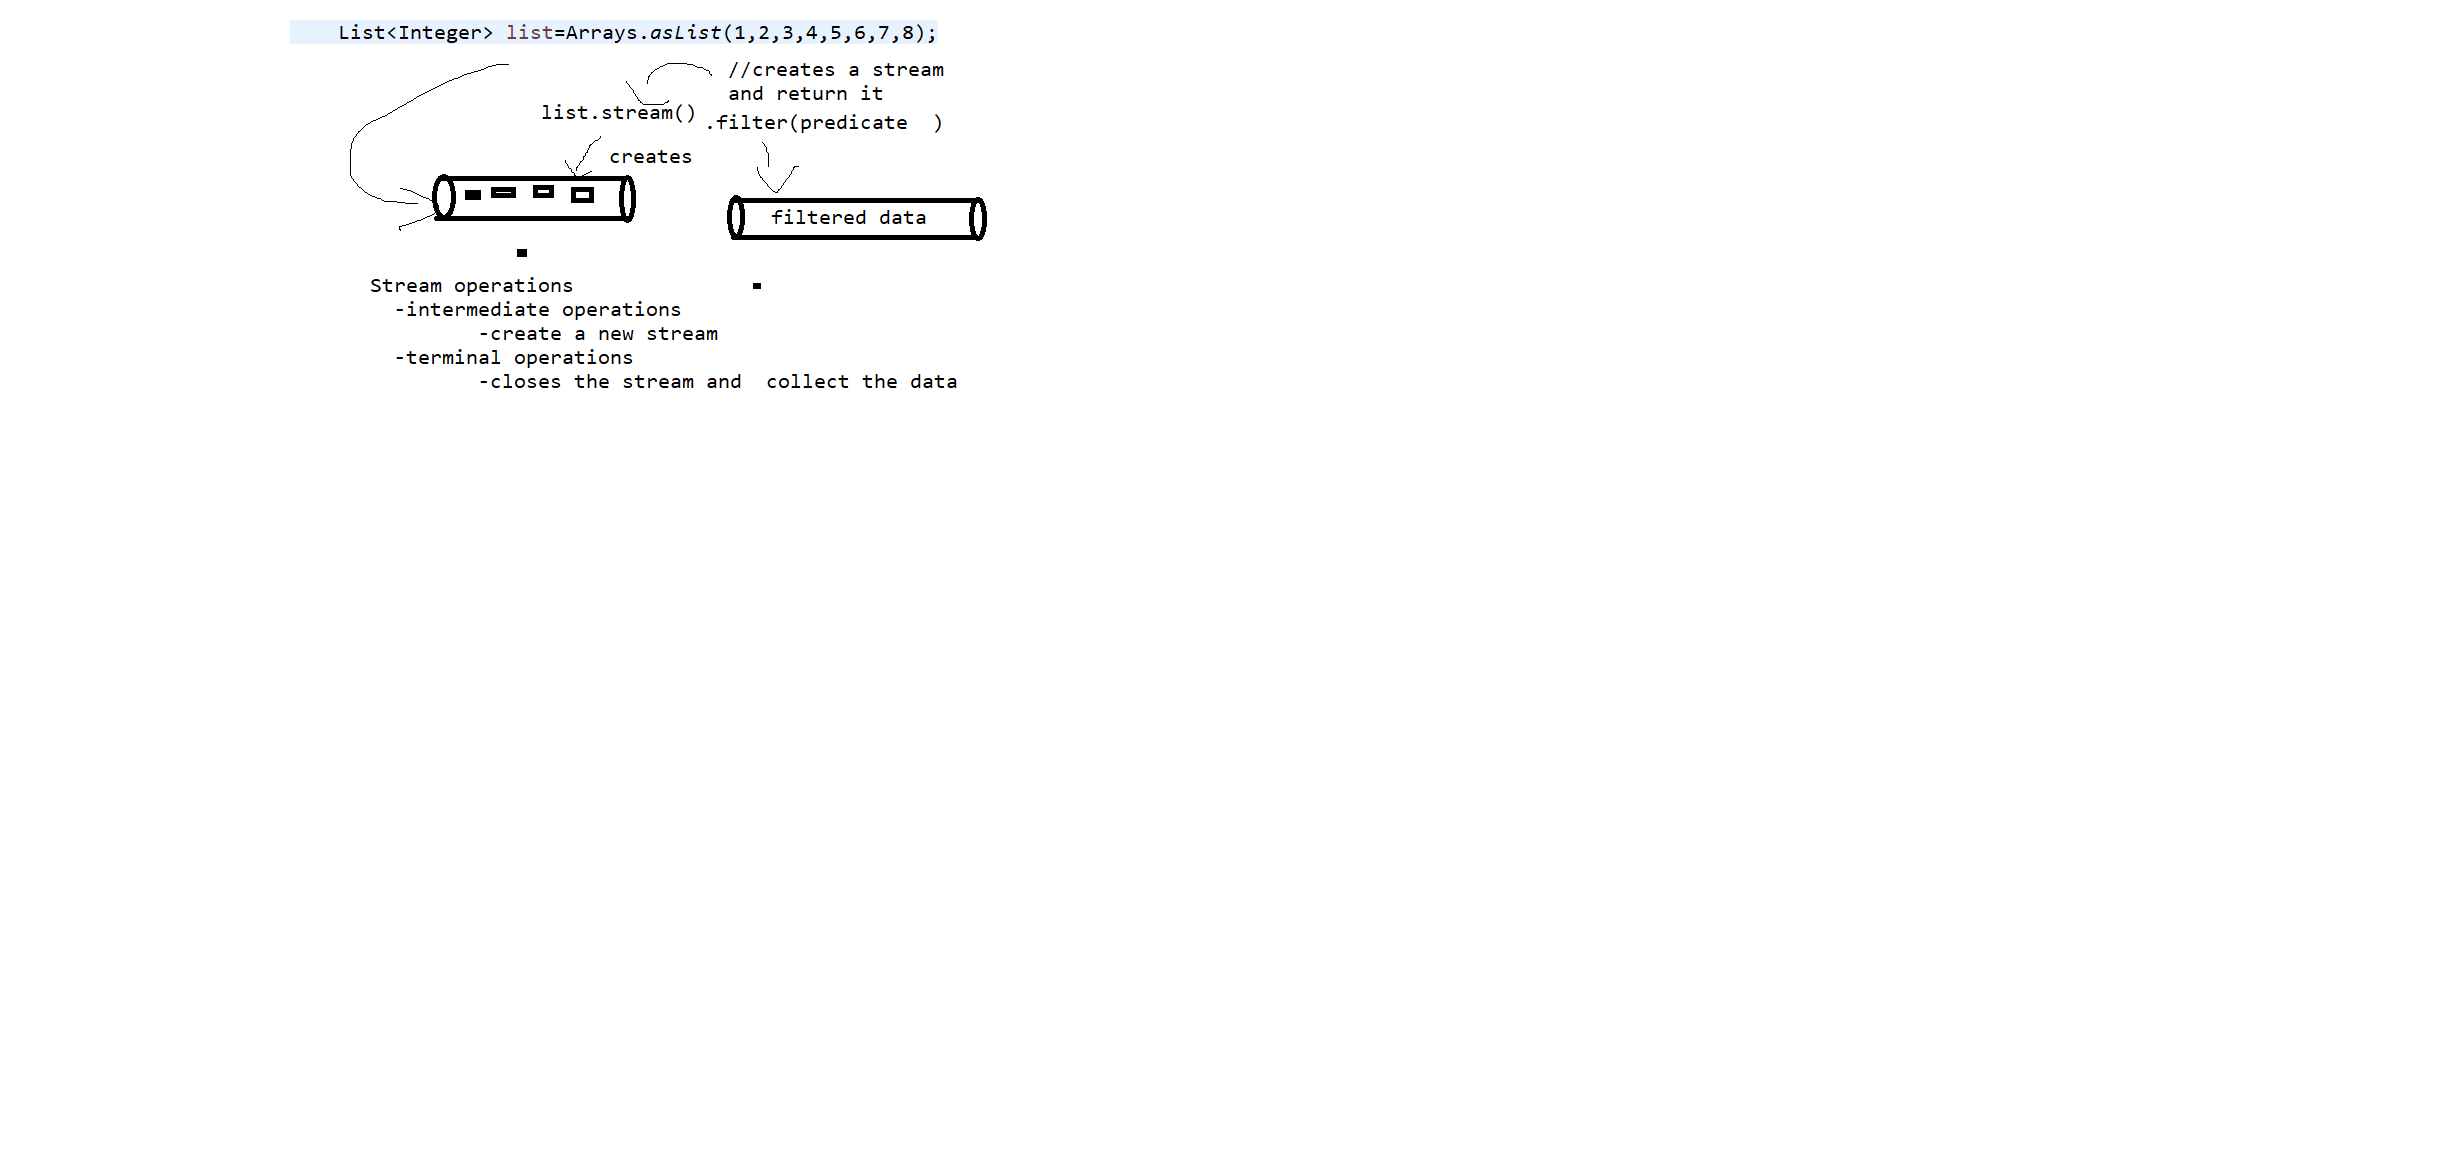 List<Integer> list=Arrays.asList(1,2,3,4,5,6,7,8);
//creates a stream
and return it
list.stream()
.filter(predicate  )
creates
filtered data
Stream operations
-intermediate operations
-create a new stream
-terminal operations
-closes the stream and  collect the data